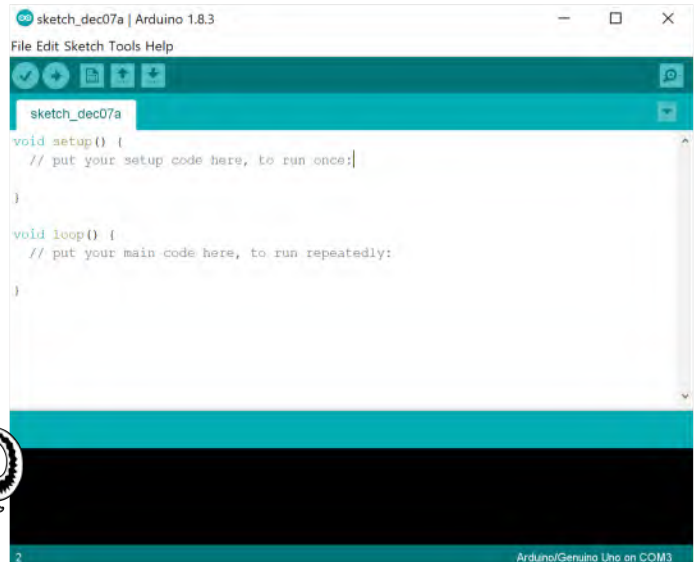 sketch_dec07a | Arduino 1.8.3
File Edit Sketch Tools Help
sketch_dec07a
void setup() {
  // put your setup code here, to run once:

}

void loop() {
  // put your main code here, to run repeatedly:

}
2
Arduino/Genuino Uno on COM3